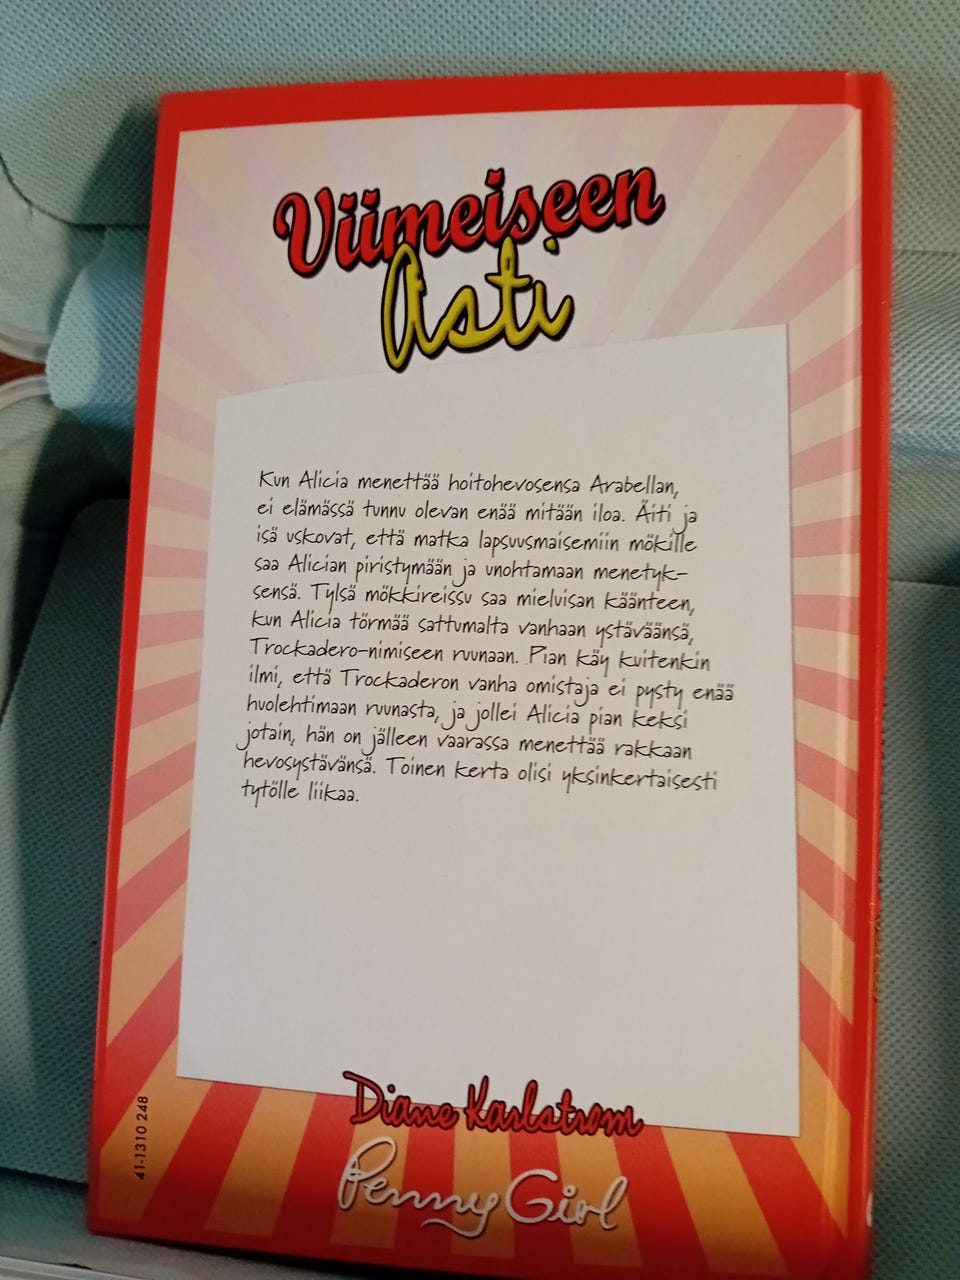 Viimeiseen
Asti
Kun Alicia menettää hoitohevosensa Arabellan,
ei elämässä tunnu olevan enää mitään iloa. Äiti ja
isä uskovat, että matka lapsuusmaisemiin mökille
saa Alician piristymään ja unohtamaan menetyk-
sensä. Tylsä mökkireissu saa mieluisan käänteen,
kun Alicia törmää sattumalta vanhaan ystäväänsä,
Trockadero-nimiseen ruunaan. Pian käy kuitenkin
ilmi, että Trockaderon vanha omistaja ei pysty enää
huolehtimaan ruunasta, ja jollei Alicia pian keksi
jotain, hän on jälleen vaarassa menettää rakkaan
hevosystävänsä. Toinen kerta olisi yksinkertaisesti
tytölle liikaa.
Diane Karlstrøm
Penny Girl
41-1310 248